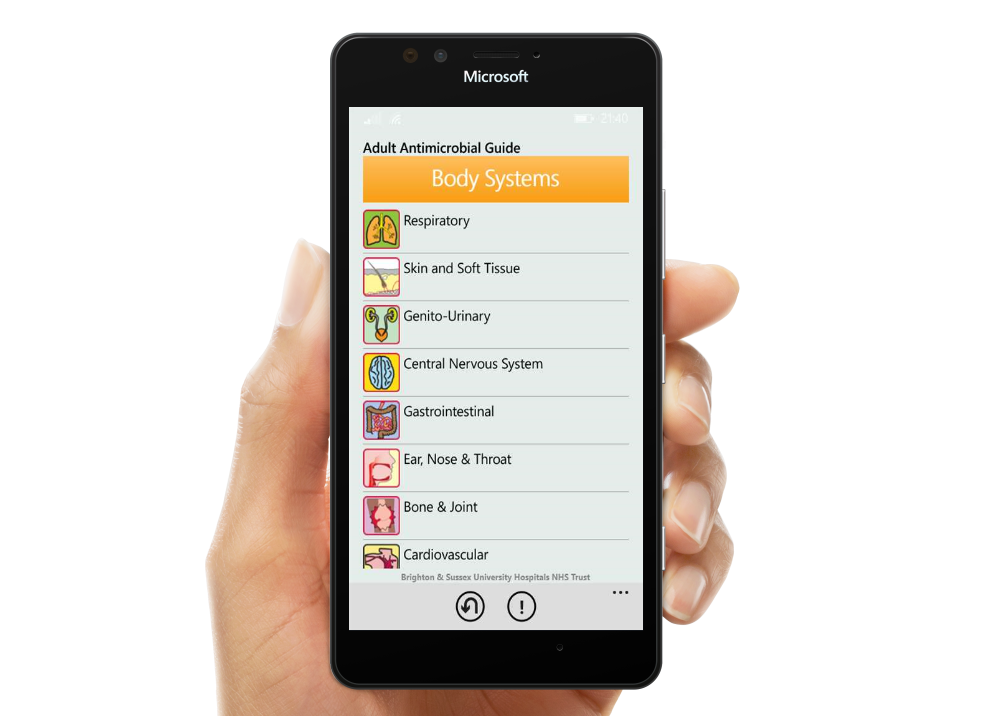 Microsoft
21:40
Adult Antimicrobial Guide
Body Systems
Respiratory
Skin and Soft Tissue
Genito-Urinary
Central Nervous System
Gastrointestinal
Ear, Nose & Throat
Bone & Joint
Cardiovascular
Brighton & Sussex University Hospitals NHS Trust